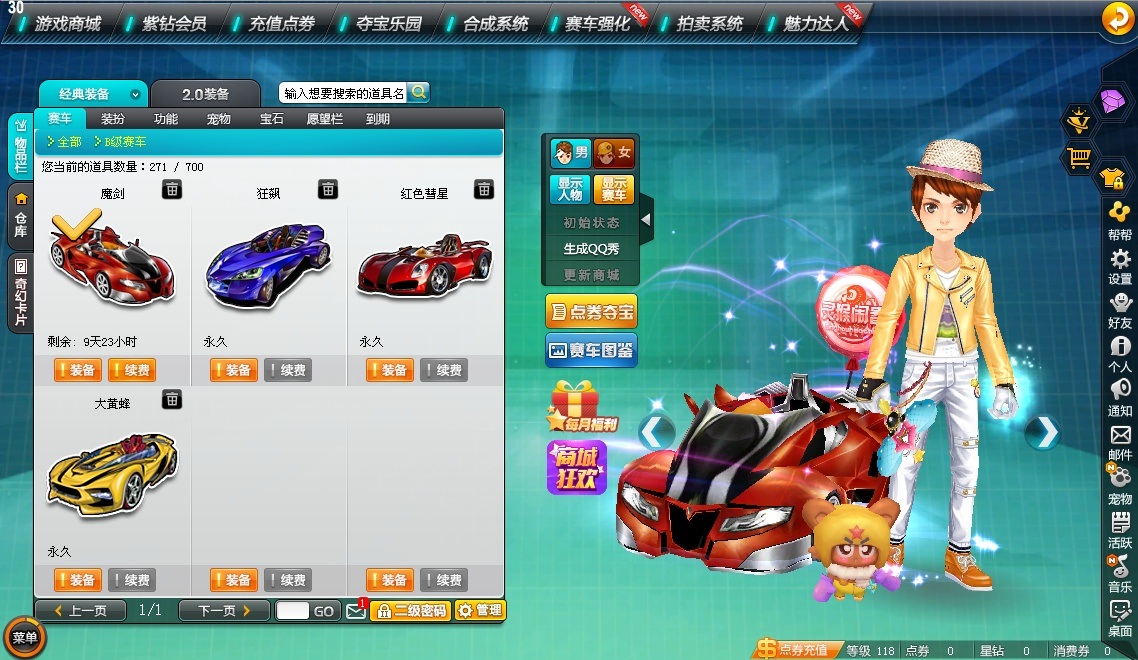 30
游戏商城 紫钻会员 充值点券 夺宝乐园 合成系统 赛车强化 new 拍卖系统 魅力达人 new
经典装备 2.0装备 输入想要搜索的道具名
赛车 装扮 功能 宠物 宝石 愿望栏 到期
全部 B级赛车
您当前的道具数量：271 / 700
物品栏
仓库
奇幻卡片
魔剑 狂飙 红色彗星
剩余：9天23小时 永久 永久
!装备 !续费 !装备 !续费 !装备 !续费
大黄蜂
永久
!装备 !续费 !装备 !续费 !装备 !续费
上一页 1/1 下一页 GO 1 二级密码 管理
菜单
男 女
显示人物 显示赛车
初始状态
生成QQ秀
更新商城
点券夺宝
赛车图鉴
每月福利
商城
狂欢
灵猴闹春
帮帮
设置
好友
个人
通知
邮件
N
宠物
活跃
N
音乐
桌面
点券充值 等级 118 点券 0 星钻 0 消费券 0